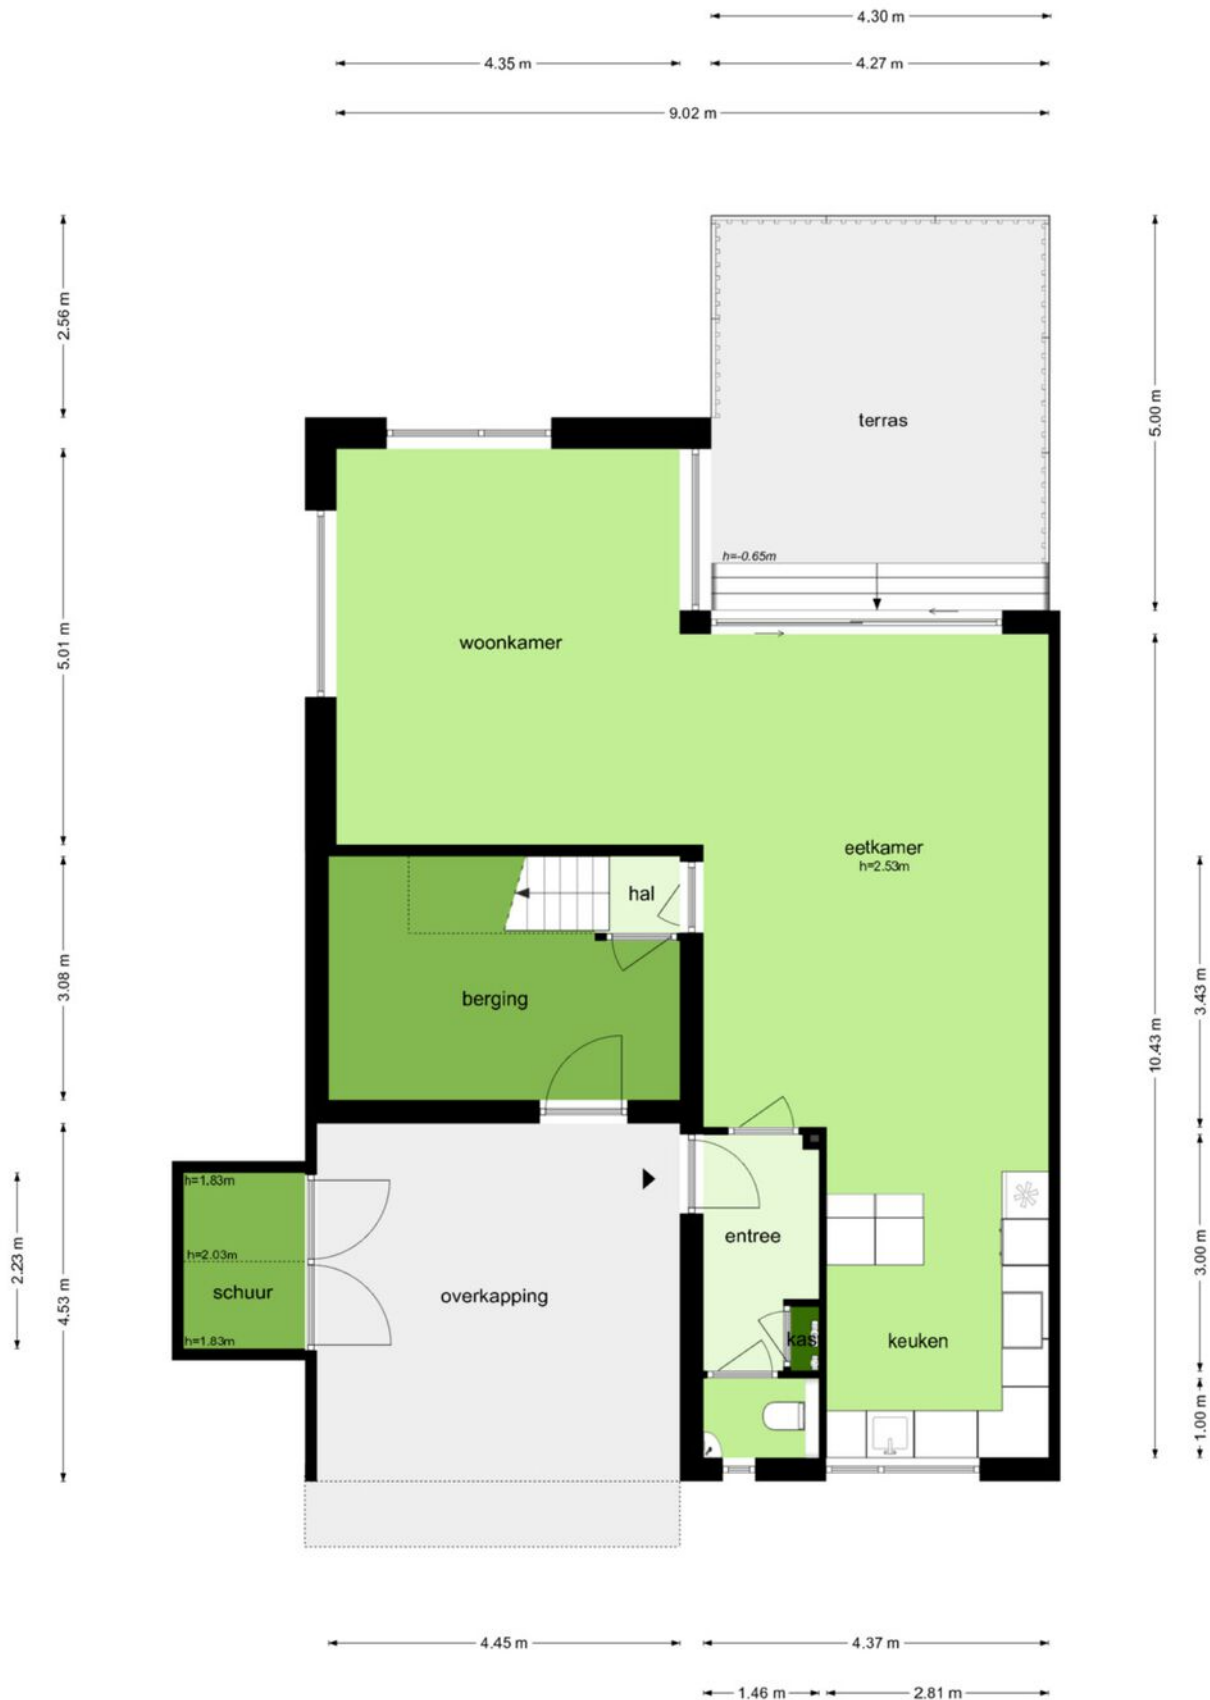 4.30 m
4.35 m
4.27 m
9.02 m
2.56 m
5.00 m
terras
h=-0.65m
5.01 m
woonkamer
eetkamer
h=2.53m
hal
3.08 m
berging
3.43 m
10.43 m
h=1.83m
h=2.03m
schuur
h=1.83m
2.23 m
4.53 m
overkapping
entree
3.00 m
kas
keuken
1.00 m
4.45 m
4.37 m
1.46 m
2.81 m